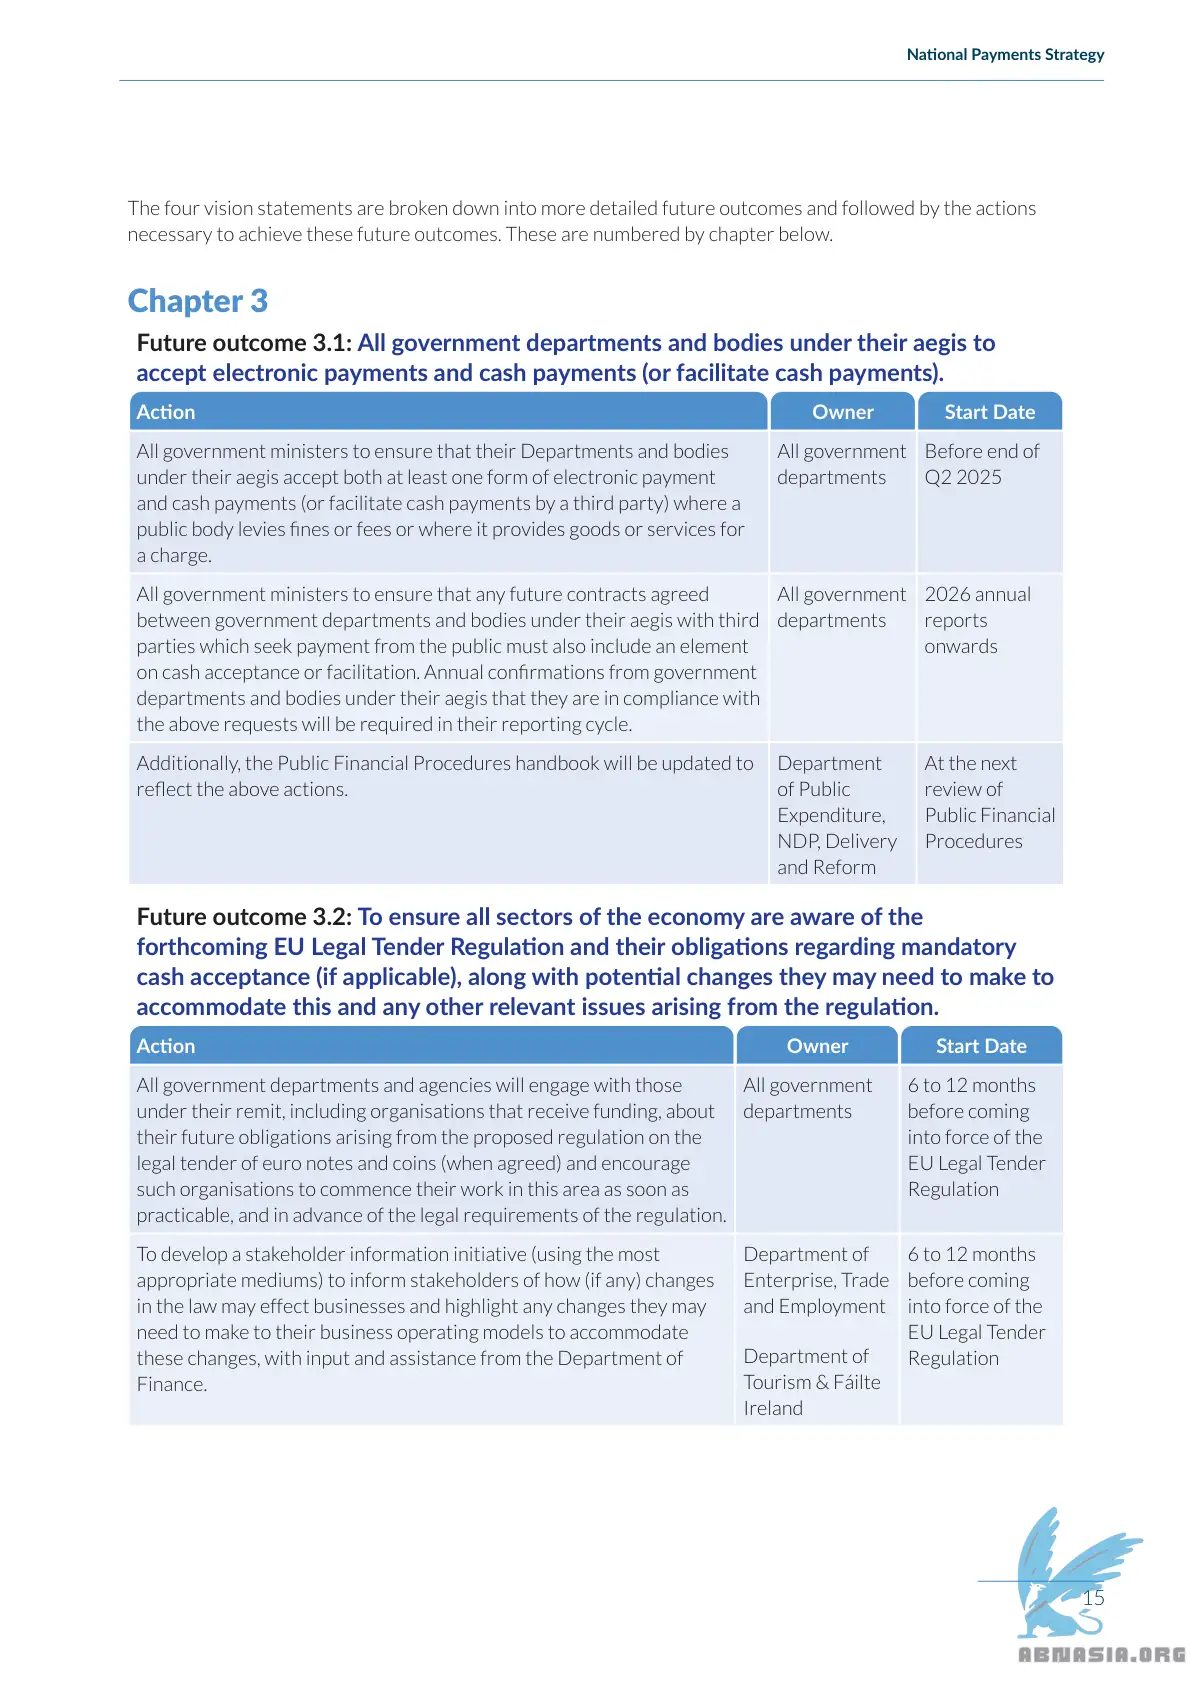 National Payments Strategy
The four vision statements are broken down into more detailed future outcomes and followed by the actions
necessary to achieve these future outcomes. These are numbered by chapter below.
Chapter 3
Future outcome 3.1: All government departments and bodies under their aegis to
accept electronic payments and cash payments (or facilitate cash payments).
Action
Owner
Start Date
All government ministers to ensure that their Departments and bodies
under their aegis accept both at least one form of electronic payment
and cash payments (or facilitate cash payments by a third party) where a
public body levies fines or fees or where it provides goods or services for
a charge.
All government
departments
Before end of
Q2 2025
All government ministers to ensure that any future contracts agreed
between government departments and bodies under their aegis with third
parties which seek payment from the public must also include an element
on cash acceptance or facilitation. Annual confirmations from government
departments and bodies under their aegis that they are in compliance with
the above requests will be required in their reporting cycle.
All government
departments
2026 annual
reports
onwards
Additionally, the Public Financial Procedures handbook will be updated to
reflect the above actions.
Department
of Public
Expenditure,
NDP, Delivery
and Reform
At the next
review of
Public Financial
Procedures
Future outcome 3.2: To ensure all sectors of the economy are aware of the
forthcoming EU Legal Tender Regulation and their obligations regarding mandatory
cash acceptance (if applicable), along with potential changes they may need to make to
accommodate this and any other relevant issues arising from the regulation.
Action
Owner
Start Date
All government departments and agencies will engage with those
under their remit, including organisations that receive funding, about
their future obligations arising from the proposed regulation on the
legal tender of euro notes and coins (when agreed) and encourage
such organisations to commence their work in this area as soon as
practicable, and in advance of the legal requirements of the regulation.
All government
departments
6 to 12 months
before coming
into force of the
EU Legal Tender
Regulation
To develop a stakeholder information initiative (using the most
appropriate mediums) to inform stakeholders of how (if any) changes
in the law may effect businesses and highlight any changes they may
need to make to their business operating models to accommodate
these changes, with input and assistance from the Department of
Finance.
Department of
Enterprise, Trade
and Employment
Department of
Tourism & Fáilte
Ireland
6 to 12 months
before coming
into force of the
EU Legal Tender
Regulation
15
ABNASIA.ORG